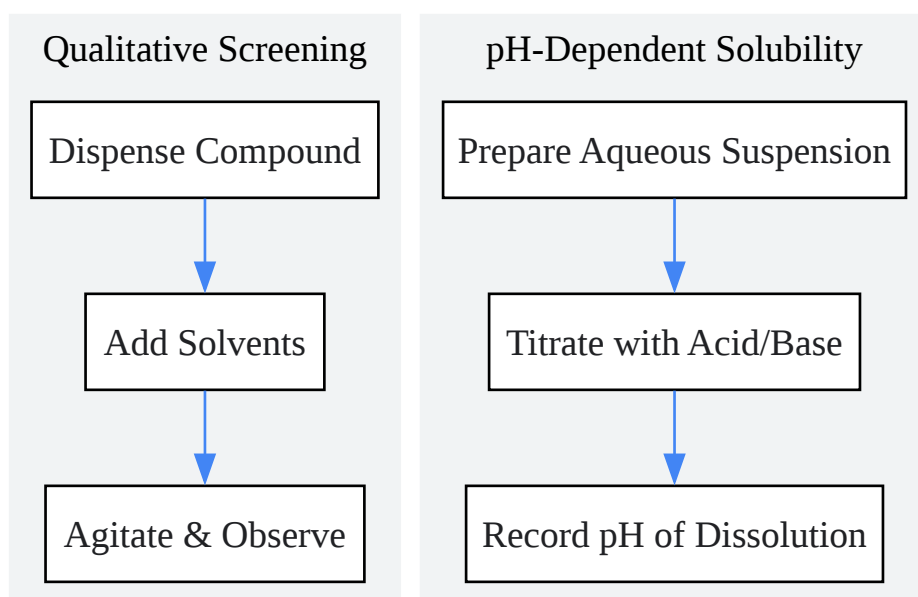 Qualitative Screening
Dispense Compound
Add Solvents
Agitate & Observe
pH-Dependent Solubility
Prepare Aqueous Suspension
Titrate with Acid/Base
Record pH of Dissolution